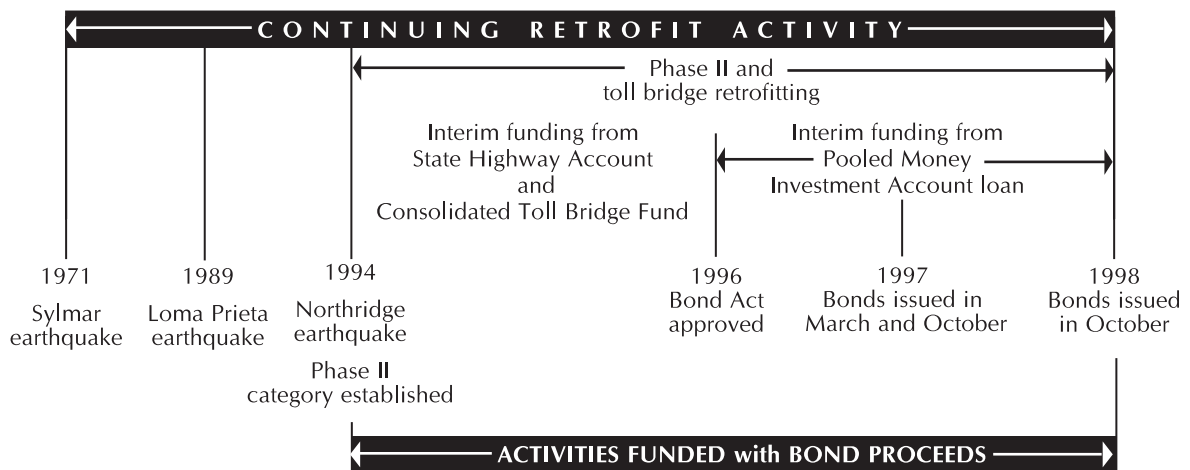 CONTINUING RETROFIT ACTIVITY
Phase II and
toll bridge retrofitting
Interim funding from
State Highway Account
and
Consolidated Toll Bridge Fund
Interim funding from
Pooled Money
Investment Account loan
1971
Sylmar
earthquake
1989
Loma Prieta
earthquake
1994
Northridge
earthquake
Phase II
category established
1996
Bond Act
approved
1997
Bonds issued in
March and October
1998
Bonds issued
in October
ACTIVITIES FUNDED with BOND PROCEEDS